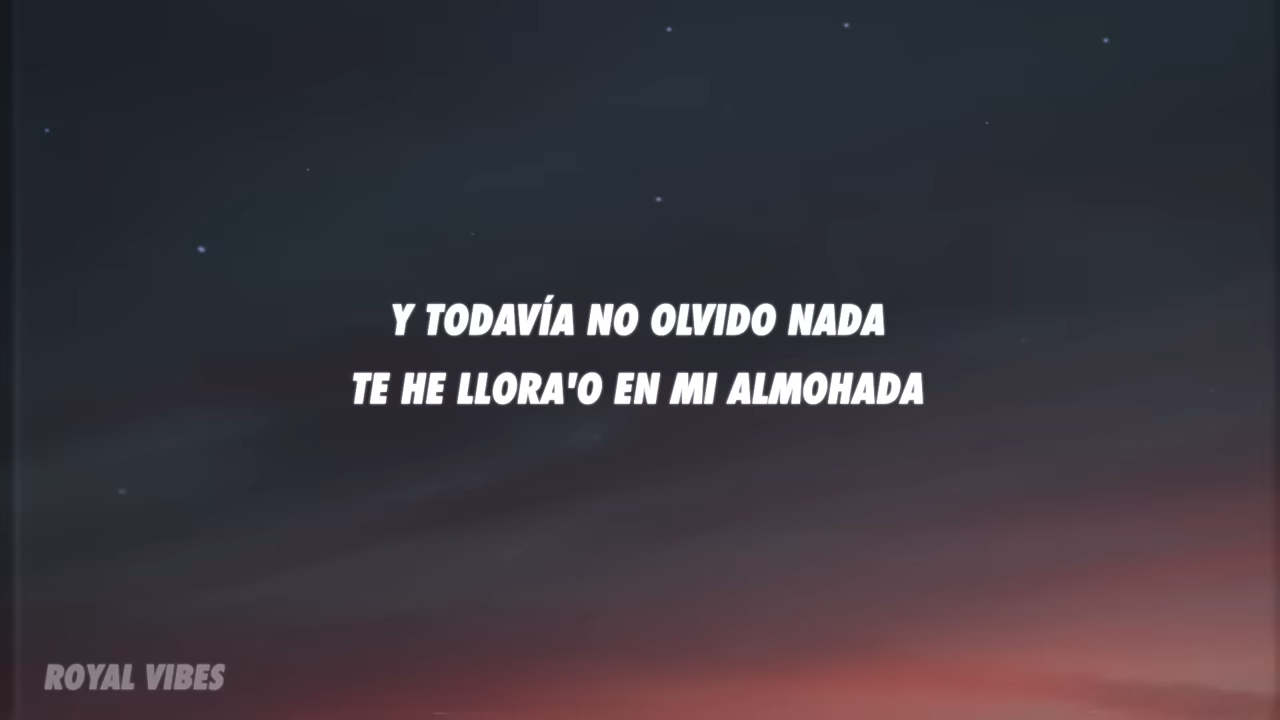 Y TODAVÍA NO OLVIDO NADA
TE HE LLORA'O EN MI ALMOHADA
ROYAL VIBES